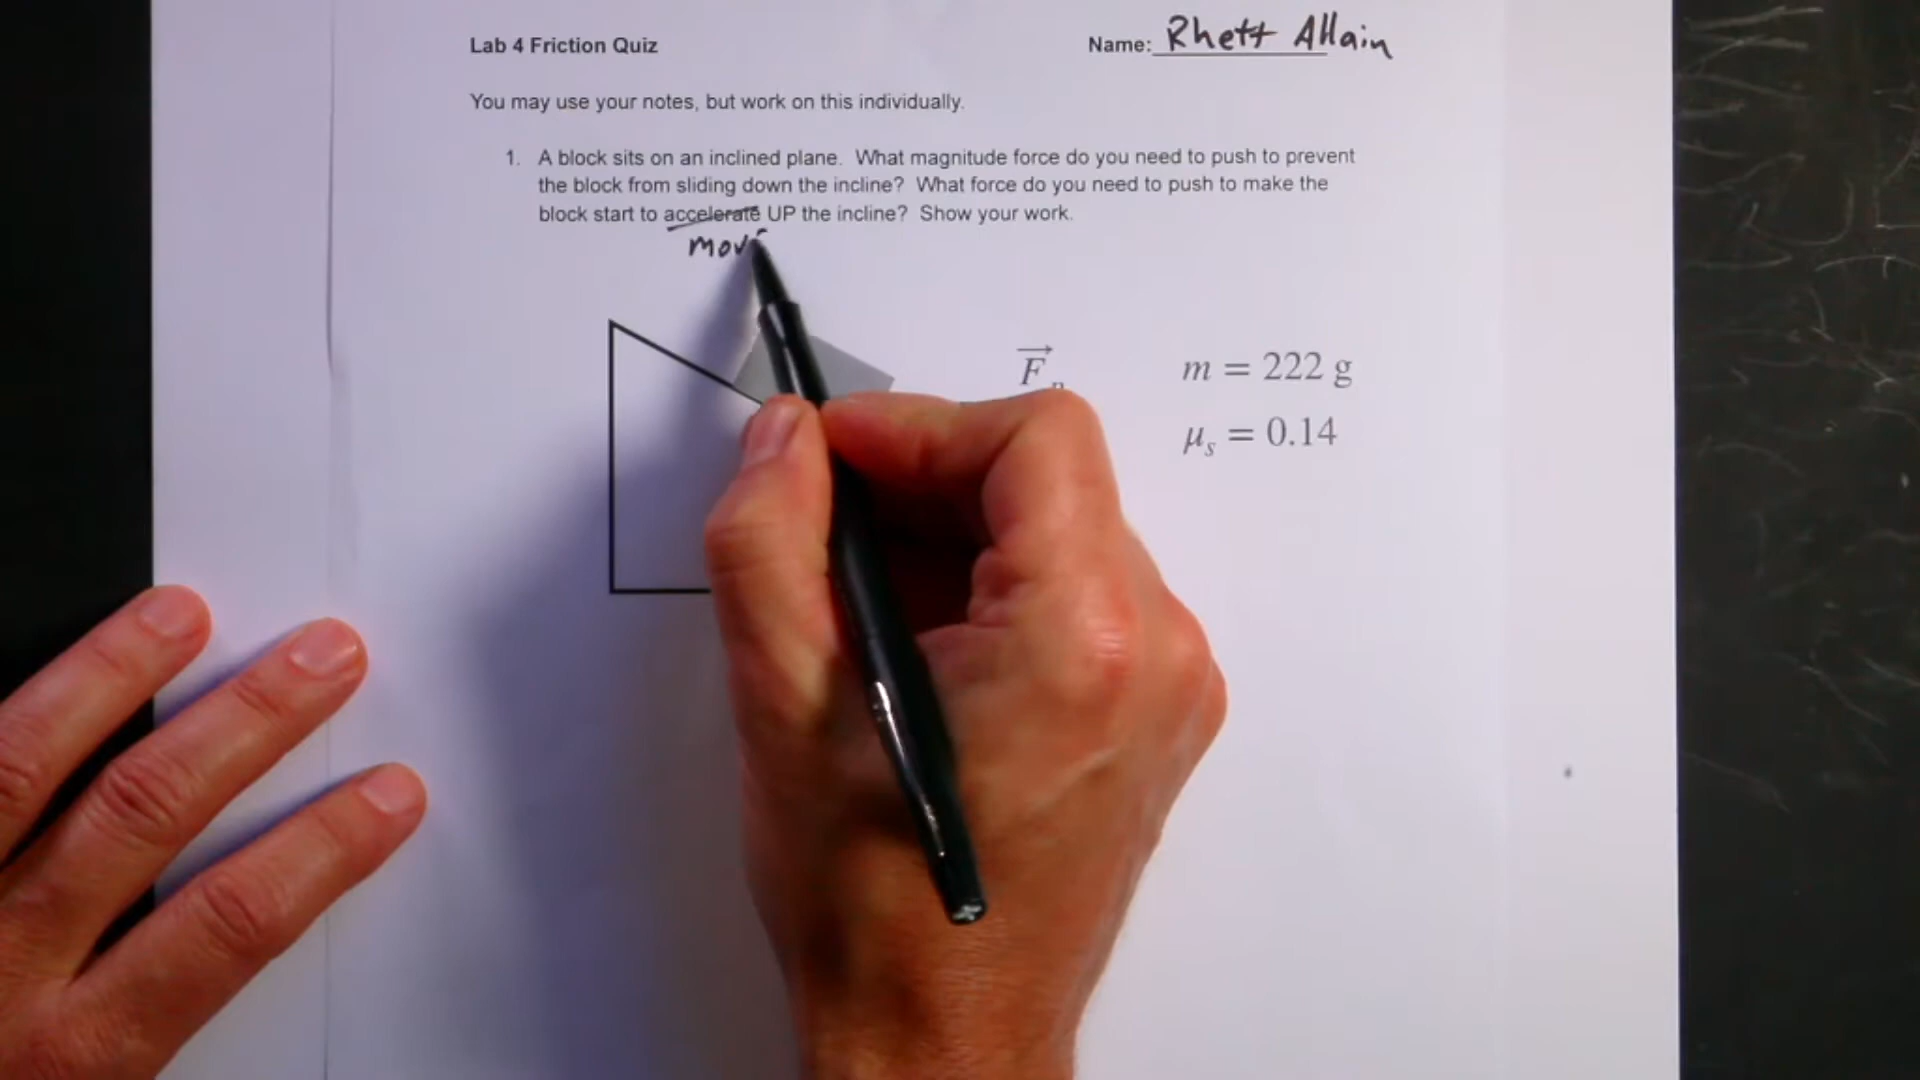 Lab 4 Friction Quiz
Name: Rhett Allain
You may use your notes, but work on this individually.
1. A block sits on an inclined plane. What magnitude force do you need to push to prevent
the block from sliding down the incline? What force do you need to push to make the
block start to accelerate UP the incline? Show your work.
move
F
m = 222 g
μs = 0.14